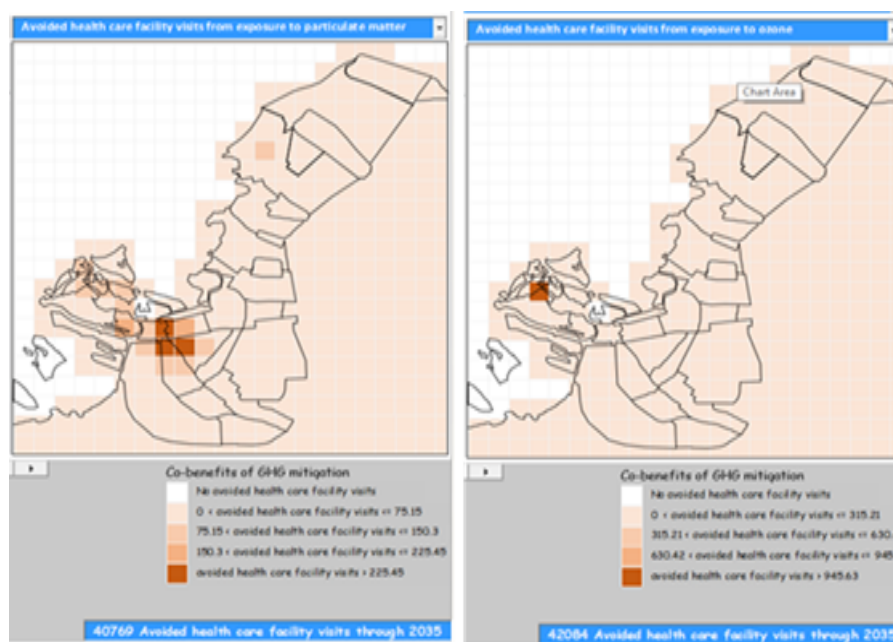 Avoided health care facility visits from exposure to particulate matter
Co-benefits of GHG mitigation
No avoided health care facility visits
0 < avoided health care facility visits <= 75.15
75.15 < avoided health care facility visits <= 150.3
150.3 < avoided health care facility visits <= 225.45
avoided health care facility visits > 225.45
40769 Avoided health care facility visits through 2035
Avoided health care facility visits from exposure to ozone
Chart Area
Co-benefits of GHG mitigation
No avoided health care facility visits
0 < avoided health care facility visits <= 315.21
315.21 < avoided health care facility visits <= 630.
630.42 < avoided health care facility visits <= 945
avoided health care facility visits > 945.63
42084 Avoided health care facility visits through 203